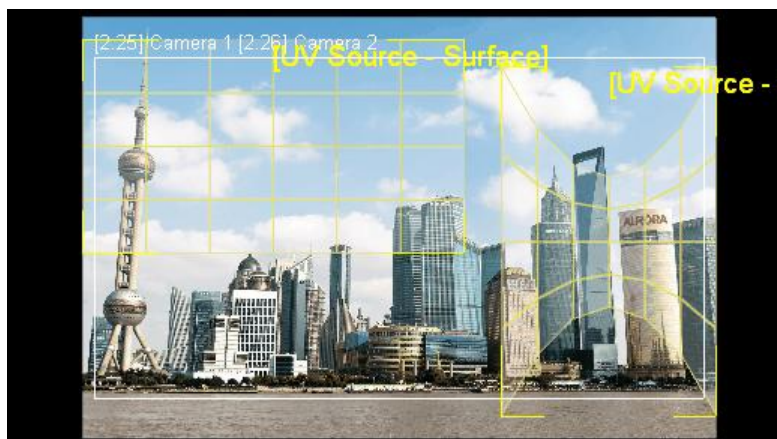 [2.25] Camera 1 [2.26] Camera 2
[UV Source - Surface]
[UV Source -
AURORA